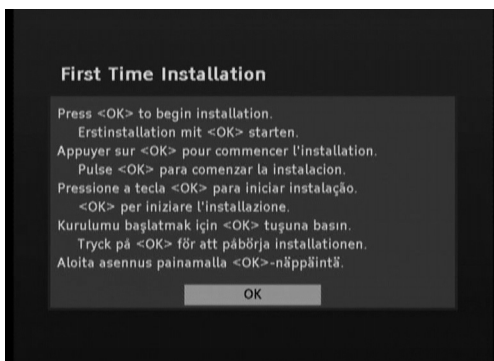 First Time Installation
Press <OK> to begin installation.
Erstinstallation mit <OK> starten.
Appuyer sur <OK> pour commencer l'installation.
Pulse <OK> para comenzar la instalacion.
Pressione a tecla <OK> para iniciar instalação.
<OK> per iniziare l'installazione.
Kurulumu başlatmak için <OK> tuşuna basın.
Tryck på <OK> för att påbörja installationen.
Aloita asennus painamalla <OK>-näppäintä.
OK